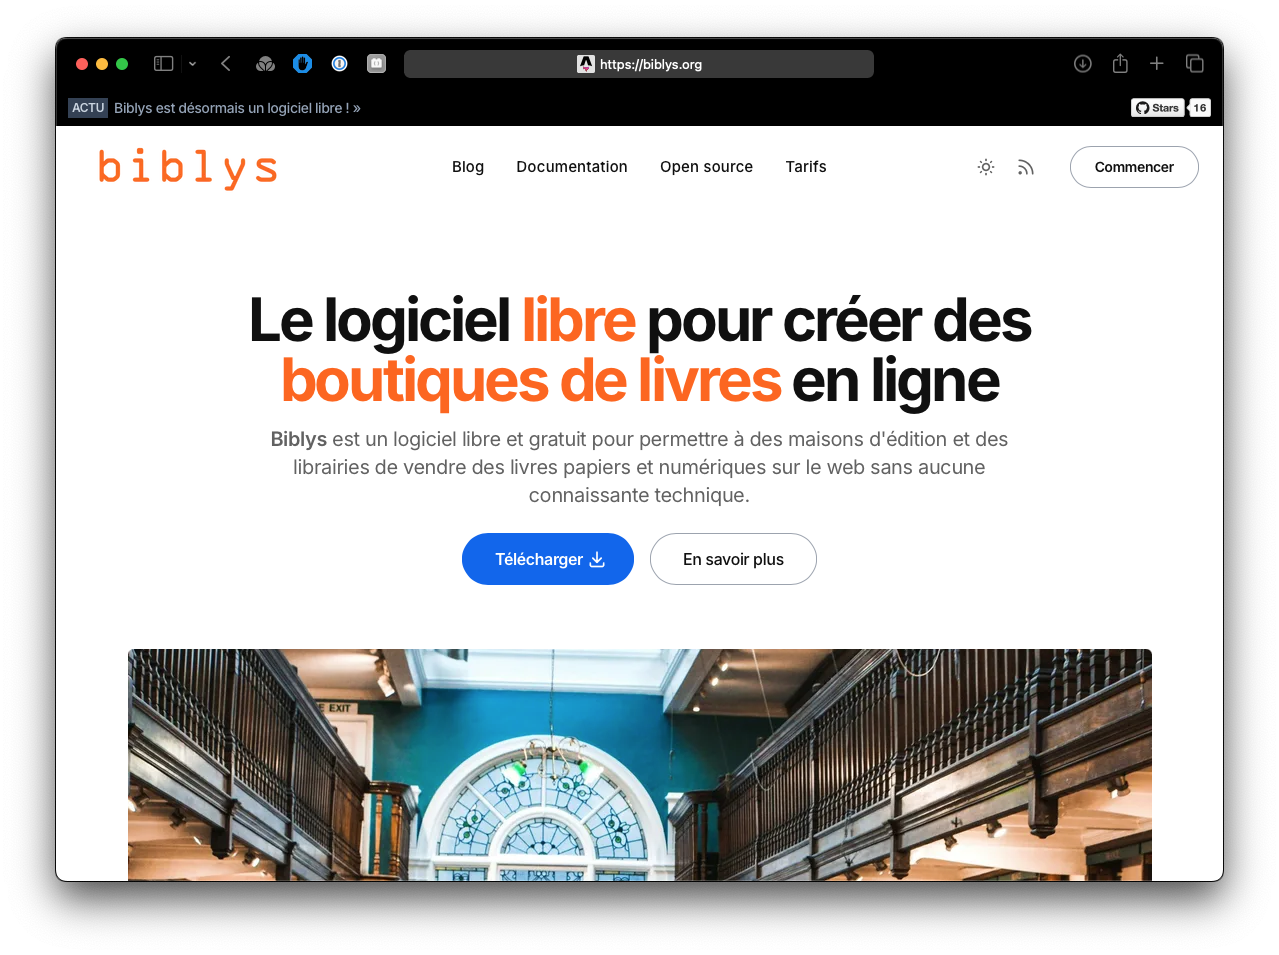 https://biblys.org
ACTU Biblys est désormais un logiciel libre ! »
Stars 16
biblys
Blog Documentation Open source Tarifs
Commencer
Le logiciel libre pour créer des
boutiques de livres en ligne
Biblys est un logiciel libre et gratuit pour permettre à des maisons d'édition et des
librairies de vendre des livres papiers et numériques sur le web sans aucune
connaissante technique.
Télécharger
En savoir plus
EXIT